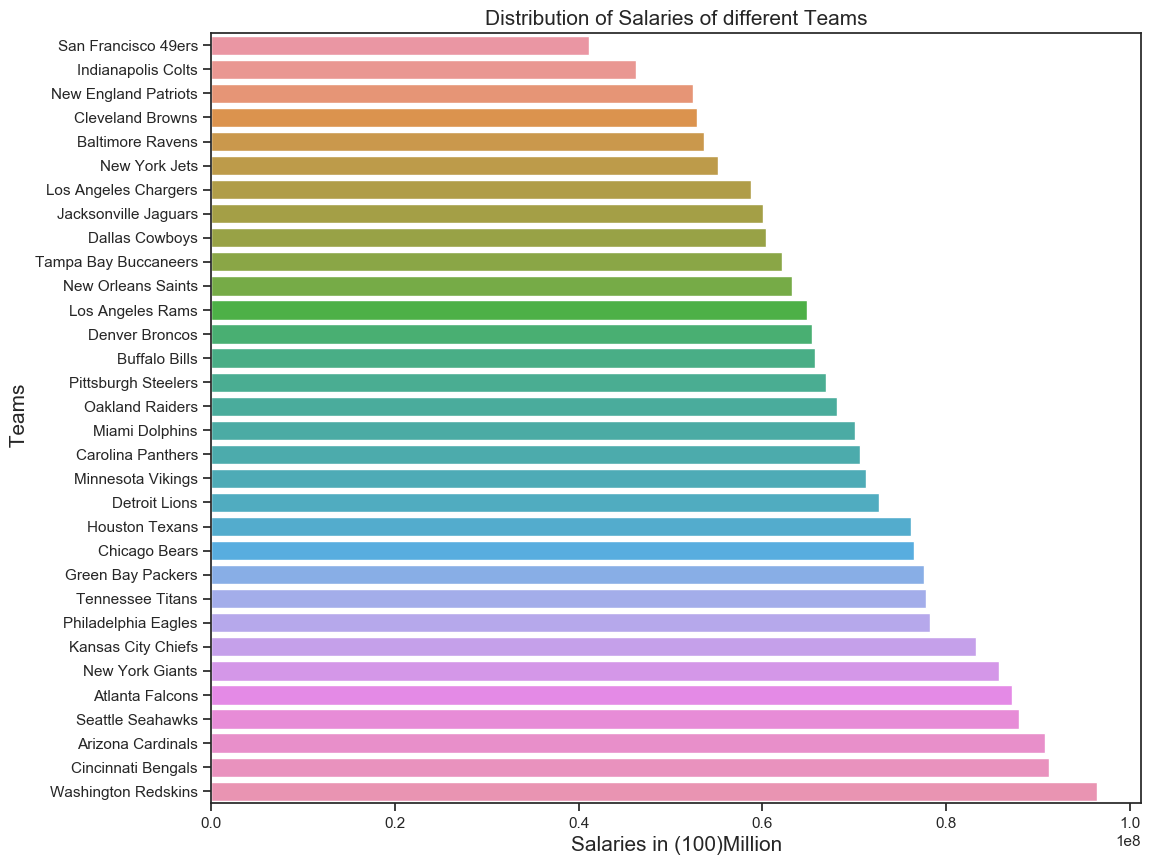 Distribution of Salaries of different Teams
San Francisco 49ers
Indianapolis Colts
New England Patriots
Cleveland Browns
Baltimore Ravens
New York Jets
Los Angeles Chargers
Jacksonville Jaguars
Dallas Cowboys
Tampa Bay Buccaneers
New Orleans Saints
Los Angeles Rams
Denver Broncos
Buffalo Bills
Pittsburgh Steelers
Oakland Raiders
Miami Dolphins
Carolina Panthers
Minnesota Vikings
Detroit Lions
Houston Texans
Chicago Bears
Green Bay Packers
Tennessee Titans
Philadelphia Eagles
Kansas City Chiefs
New York Giants
Atlanta Falcons
Seattle Seahawks
Arizona Cardinals
Cincinnati Bengals
Washington Redskins
Teams
0.0 0.2 0.4 0.6 0.8 1.0
1e8
Salaries in (100)Million